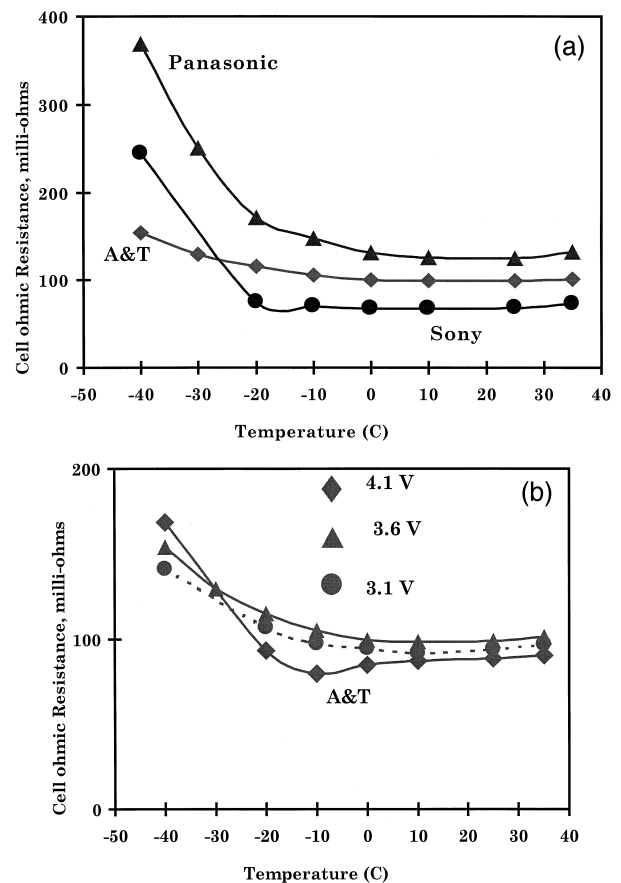 (a)
400
300
200
100
0
Cell ohmic Resistance, milli-ohms
Panasonic
A&T
Sony
-50 -40 -30 -20 -10 0 10 20 30 40
Temperature (C)
(b)
200
100
0
Cell ohmic Resistance, milli-ohms
4.1 V
3.6 V
3.1 V
A&T
-50 -40 -30 -20 -10 0 10 20 30 40
Temperature (C)